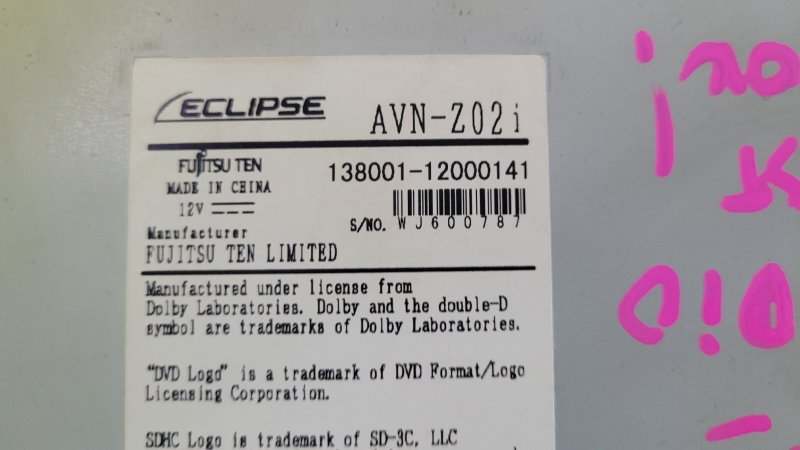 ECLIPSE
AVN-Z02i
FUJITSU TEN
138001-12000141
MADE IN CHINA
12V
S/NO. WJ600787
Manufacturer
FUJITSU TEN LIMITED
Manufactured under license from
Dolby Laboratories. Dolby and the double-D
symbol are trademarks of Dolby Laboratories.
"DVD Logo" is a trademark of DVD Format/Logo
Licensing Corporation.
SDHC Logo is trademark of SD-3C, LLC